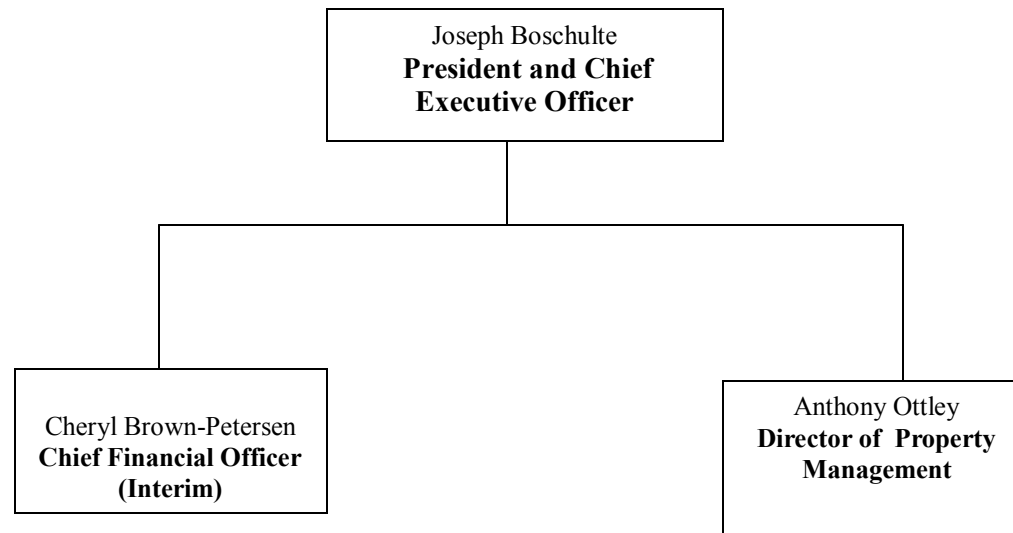 Joseph Boschulte
President and Chief
Executive Officer
Cheryl Brown-Petersen
Chief Financial Officer
(Interim)
Anthony Ottley
Director of  Property
Management